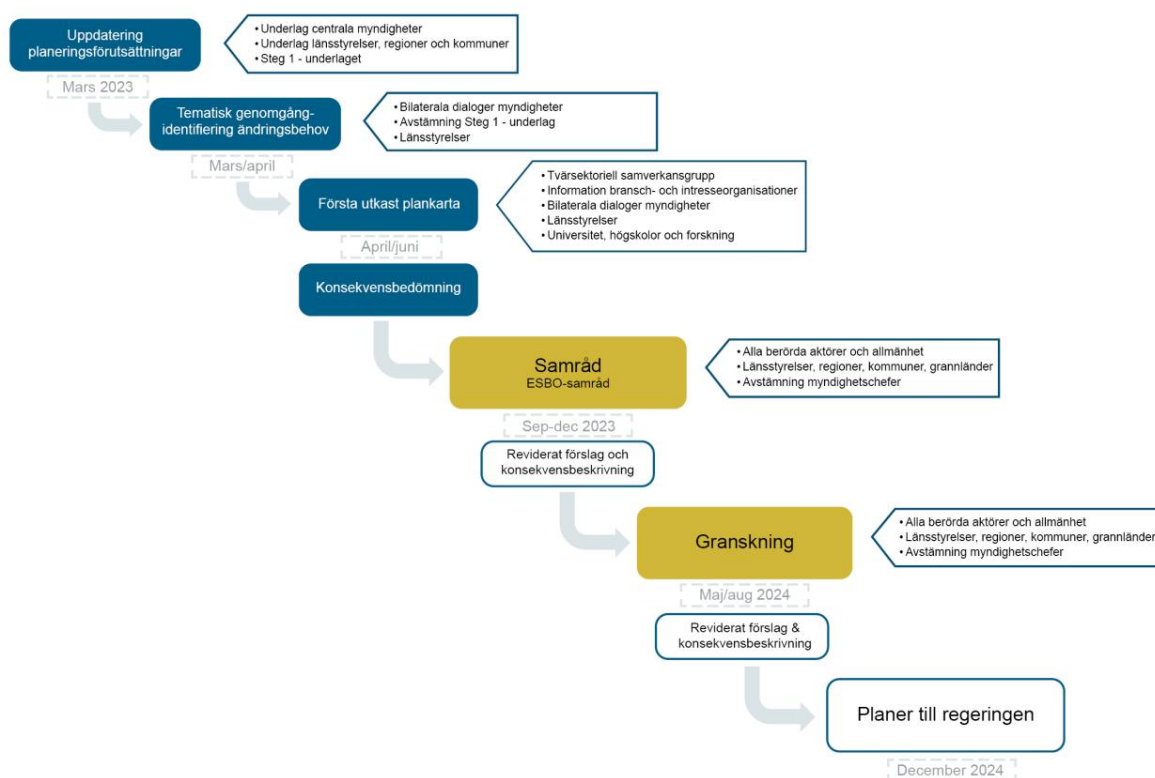 Uppdatering
planeringsförutsättningar
• Underlag centrala myndigheter
• Underlag länsstyrelser, regioner och kommuner
• Steg 1 - underlaget
Mars 2023
Tematisk genomgång-
identifiering ändringsbehov
• Bilaterala dialoger myndigheter
• Avstämning Steg 1 - underlag
• Länsstyrelser
Mars/april
Första utkast plankarta
• Tvärsektoriell samverkansgrupp
• Information bransch- och intresseorganisationer
• Bilaterala dialoger myndigheter
• Länsstyrelser
• Universitet, högskolor och forskning
April/juni
Konsekvensbedömning
Samråd
ESBO-samråd
• Alla berörda aktörer och allmänhet
• Länsstyrelser, regioner, kommuner, grannländer
• Avstämning myndighetschefer
Sep-dec 2023
Reviderat förslag och
konsekvensbeskrivning
Granskning
• Alla berörda aktörer och allmänhet
• Länsstyrelser, regioner, kommuner, grannländer
• Avstämning myndighetschefer
Maj/aug 2024
Reviderat förslag &
konsekvensbeskrivning
Planer till regeringen
December 2024